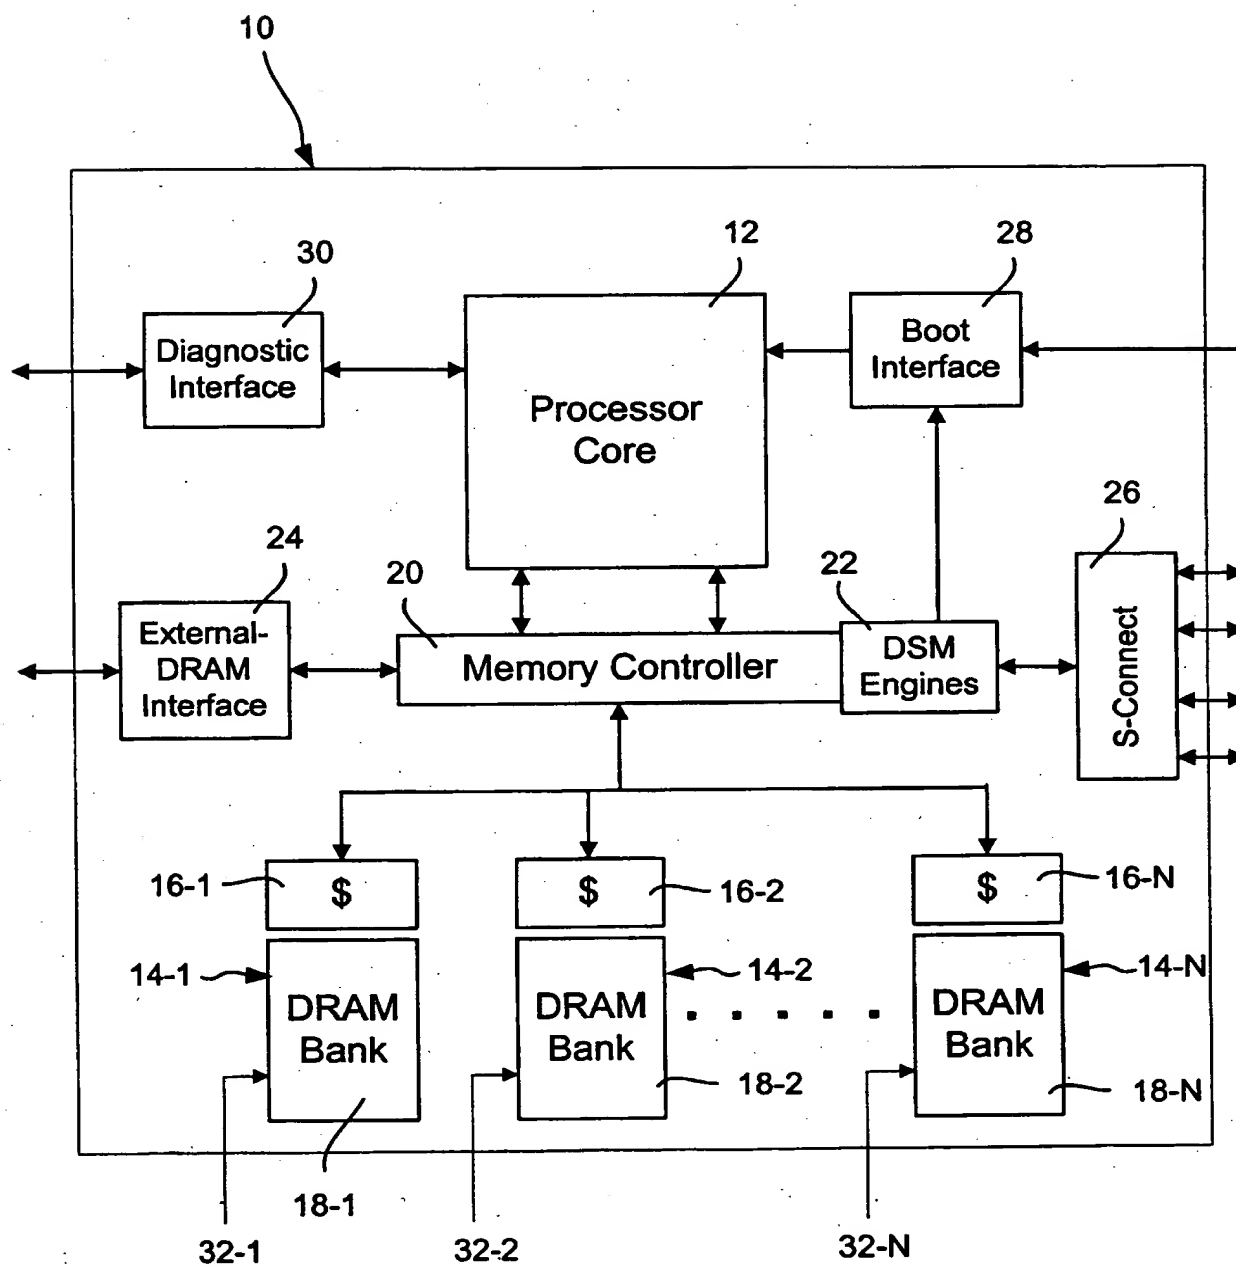 10
30
12
28
Diagnostic
Interface
Processor
Core
Boot
Interface
24
20
22
26
External-
DRAM
Interface
Memory Controller
DSM
Engines
S-Connect
16-1
$
$
16-2
$
16-N
14-1
DRAM
Bank
DRAM
Bank
14-2
DRAM
Bank
14-N
18-1
18-2
18-N
32-1
32-2
32-N